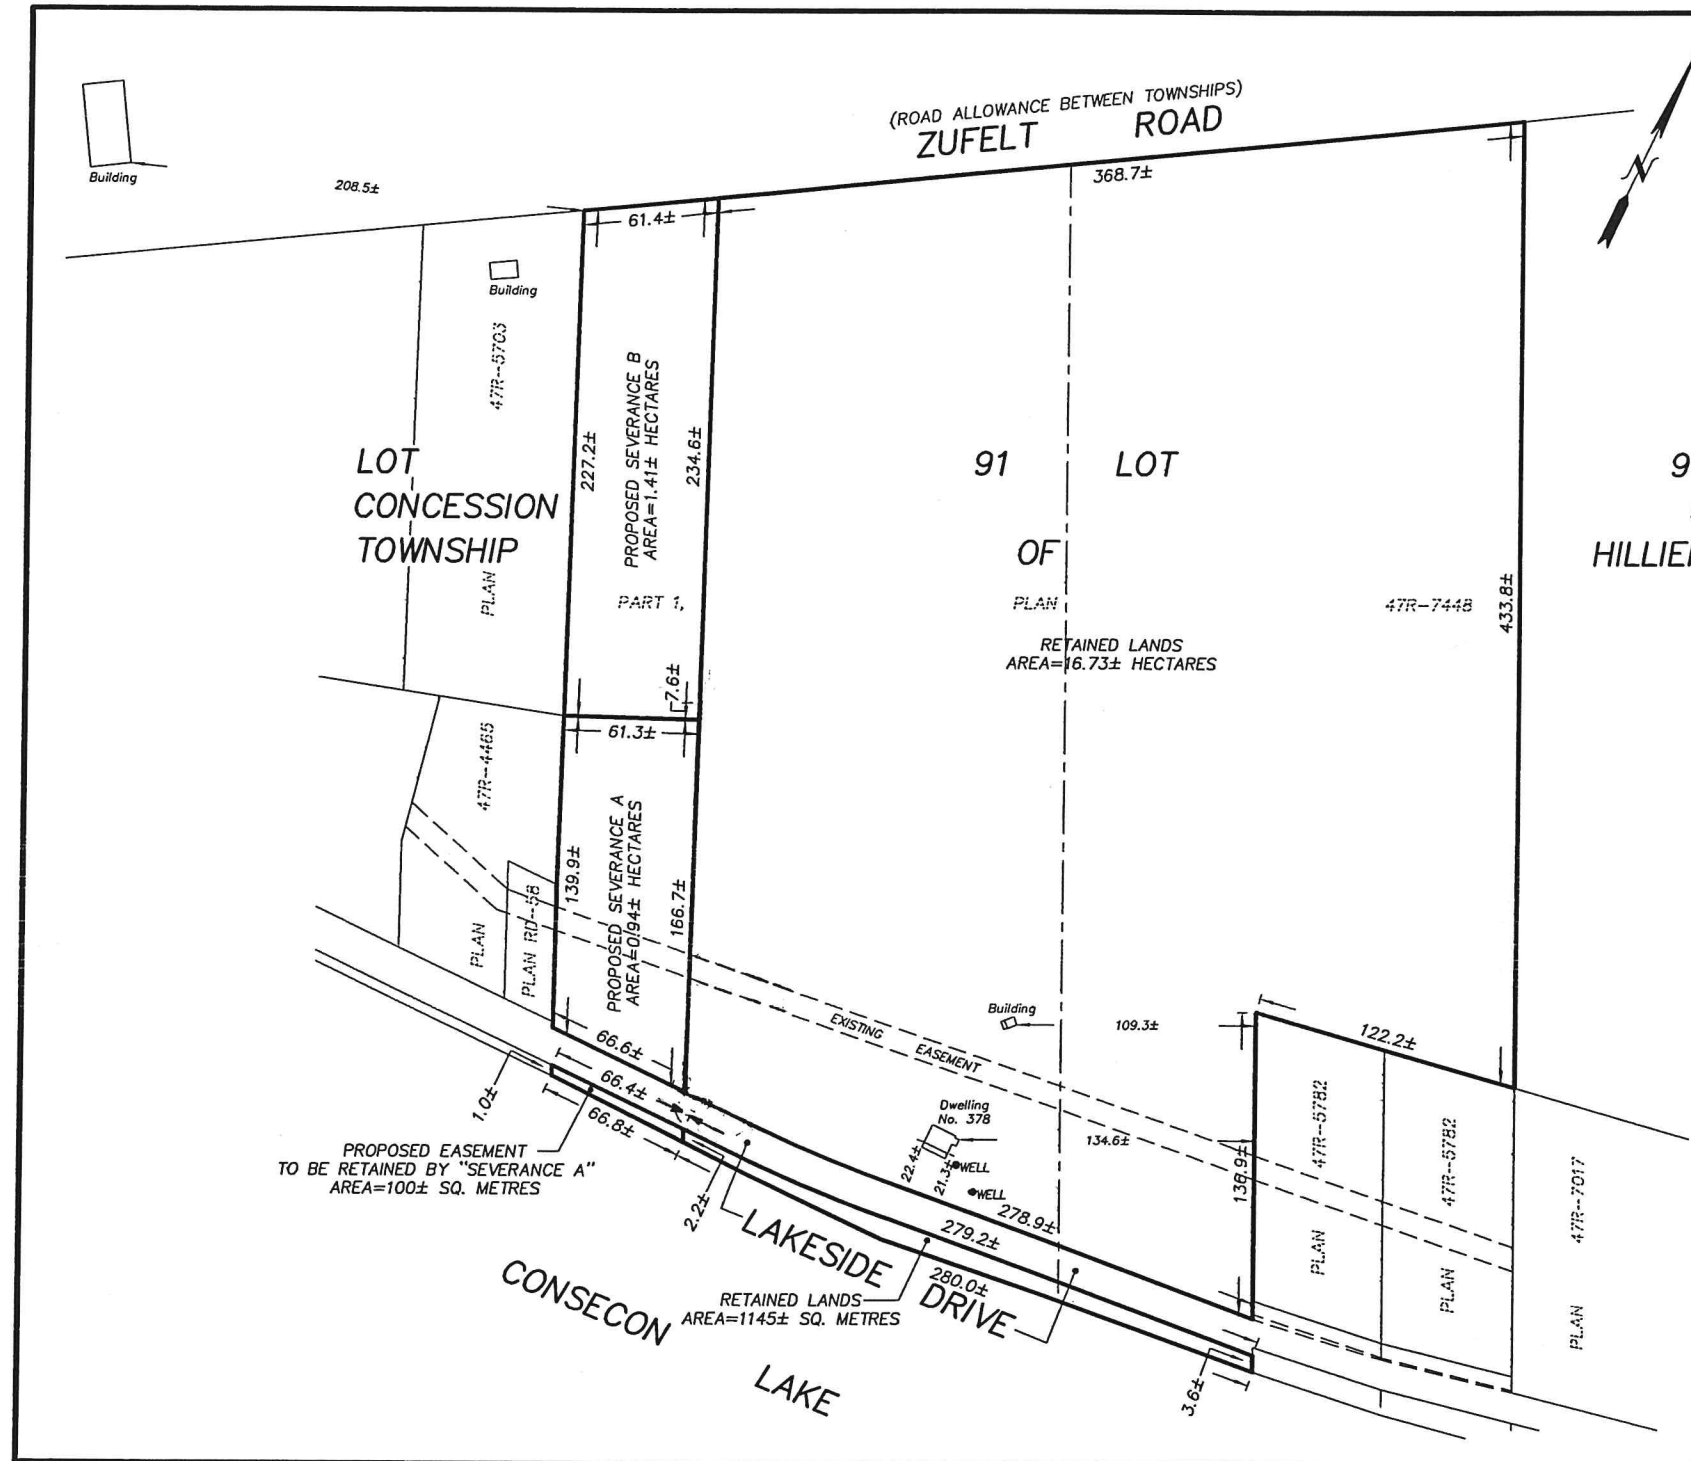 (ROAD ALLOWANCE BETWEEN TOWNSHIPS)
ZUFELT ROAD
N
Building
208.5±
61.4±
368.7±
Building
47R-5703
PLAN
LOT
CONCESSION
TOWNSHIP
227.2±
PROPOSED SEVERANCE B
AREA=1.41± HECTARES
234.6±
91 LOT
9
OF
HILLIE
PART 1,
PLAN
47R-7448
433.8±
RETAINED LANDS
AREA=16.73± HECTARES
7.6±
61.3±
47R-4465
PLAN
PLAN RD-58
139.9±
PROPOSED SEVERANCE A
AREA=0.94± HECTARES
166.7±
Building
109.3±
EXISTING EASEMENT
122.2±
66.6±
66.4±
66.8±
1.0±
Dwelling
No. 378
134.6±
22.4±
21.3±
WELL
WELL
136.9±
47R-5782
PLAN
47R-5782
PLAN
47R-7017
PLAN
PROPOSED EASEMENT
TO BE RETAINED BY "SEVERANCE A"
AREA=100± SQ. METRES
2.2±
278.9±
279.2±
280.0±
LAKESIDE DRIVE
RETAINED LANDS
AREA=1145± SQ. METRES
CONSECON
LAKE
3.6±